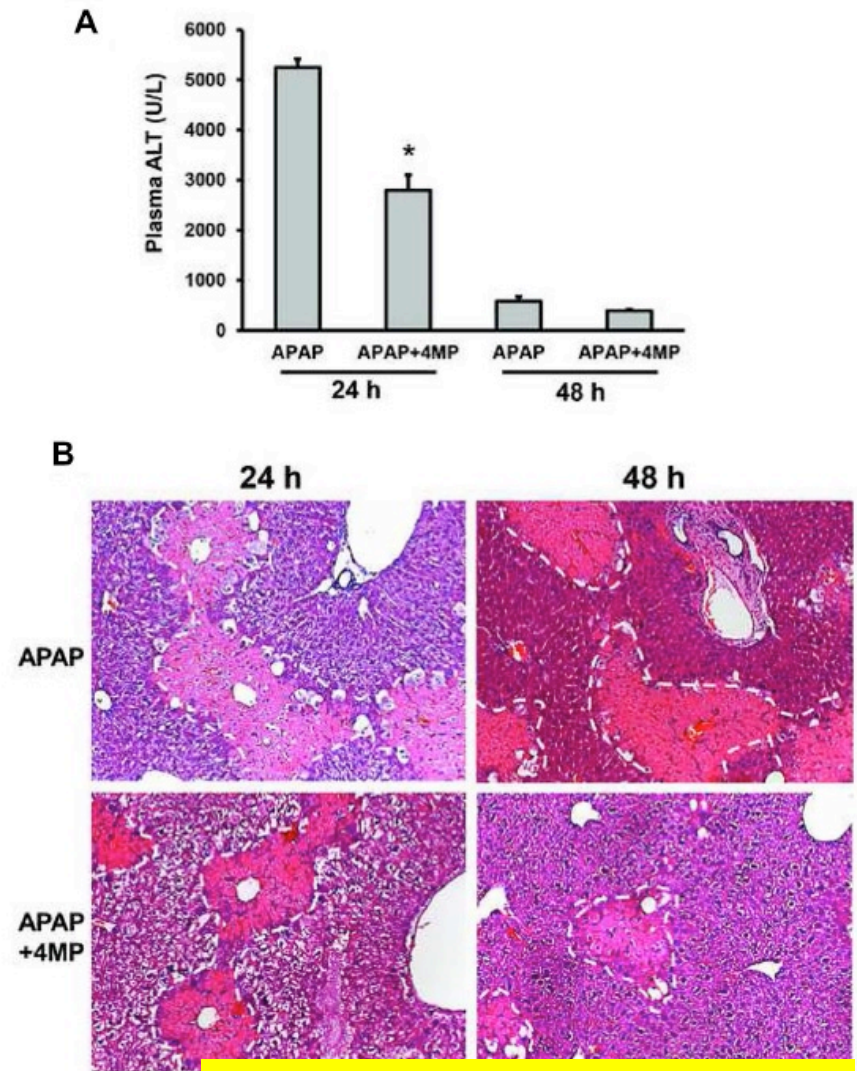 A
6000
5000
4000
3000
2000
1000
0
Plasma ALT (U/L)
*
APAP APAP+4MP APAP APAP+4MP
24 h 48 h
B
24 h 48 h
APAP
APAP
+4MP